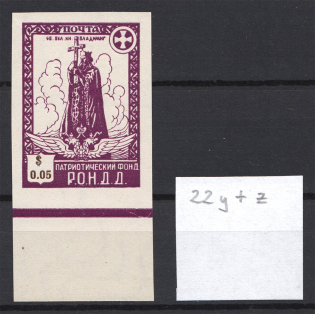 ПОЧТА
$
0.05
ПАТРИОТИЧЕСКИЙ ФОНД
Р.О.Н.Д.Д.
22 y + z